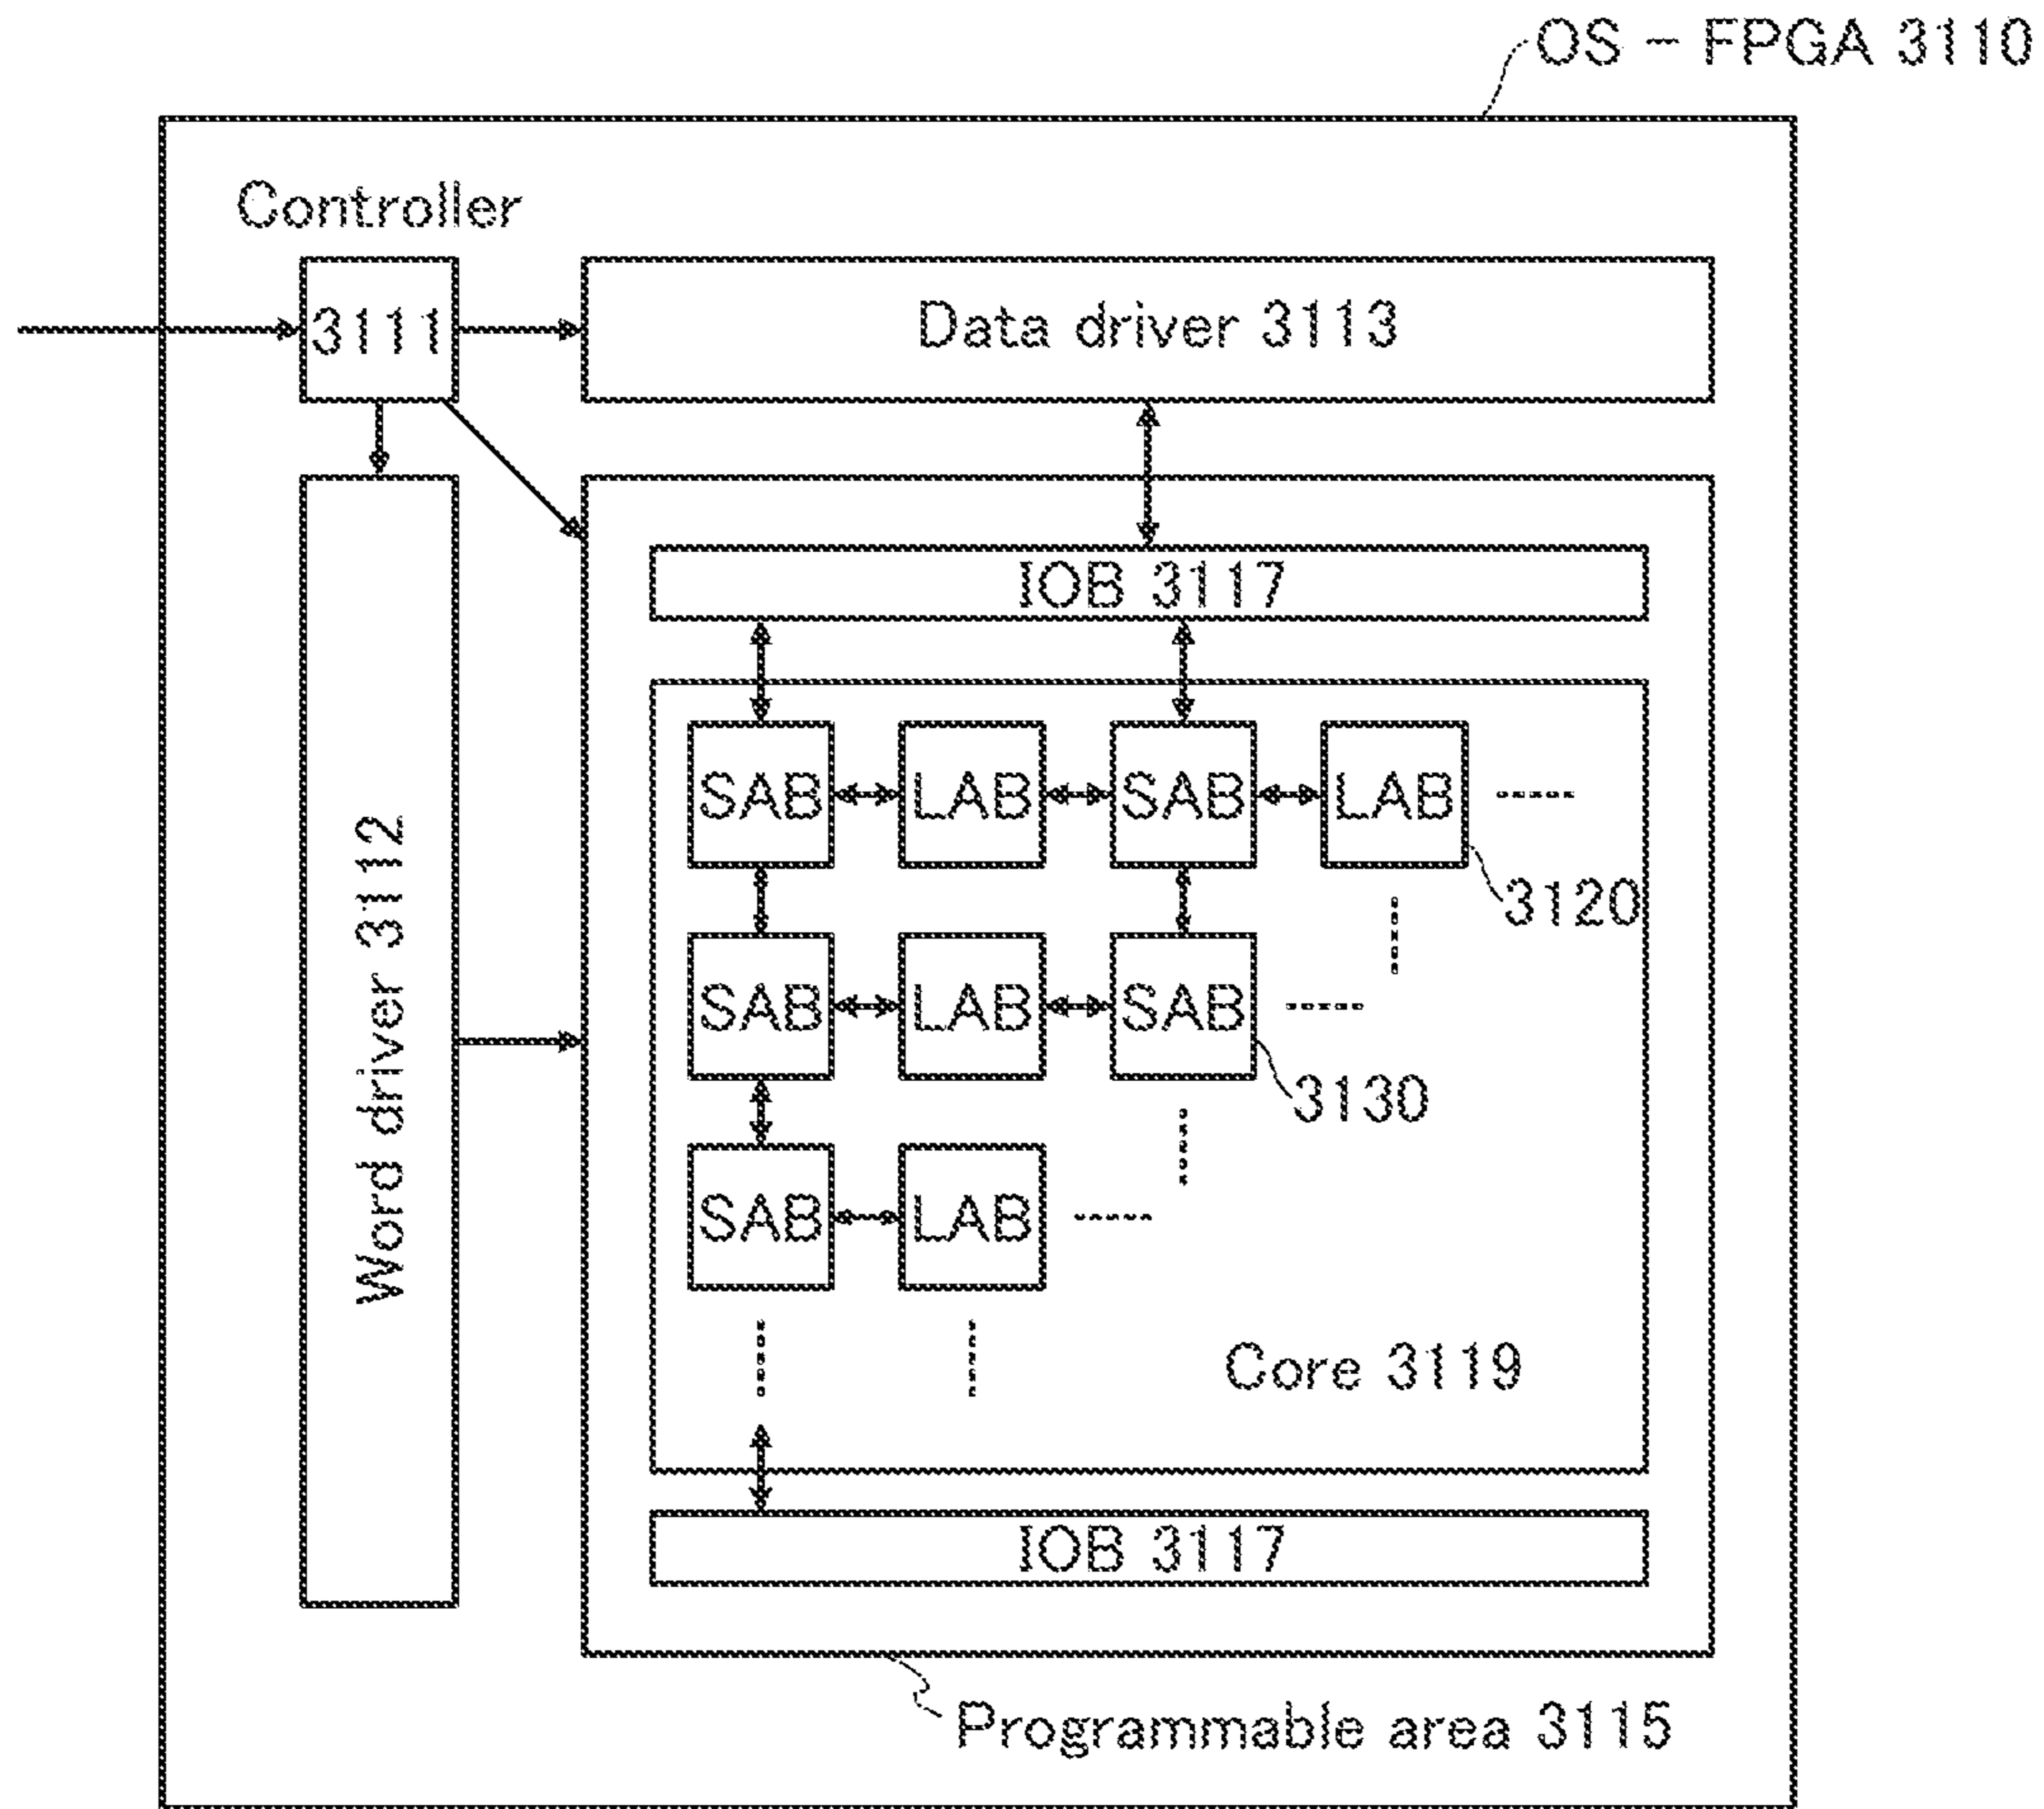 OS - FPGA 3110
Controller
3111
Data driver 3113
Word driver 3112
IOB 3117
SAB LAB SAB LAB
3120
SAB LAB SAB
3130
SAB LAB
Core 3119
IOB 3117
Programmable area 3115